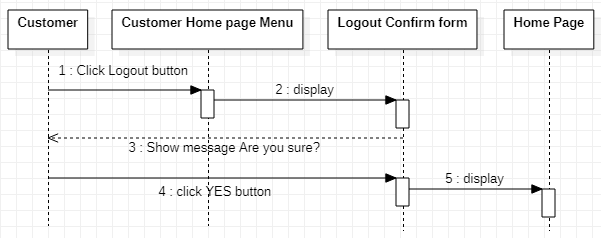 Customer
Customer Home page Menu
Logout Confirm form
Home Page
1 : Click Logout button
2 : display
3 : Show message Are you sure?
4 : click YES button
5 : display